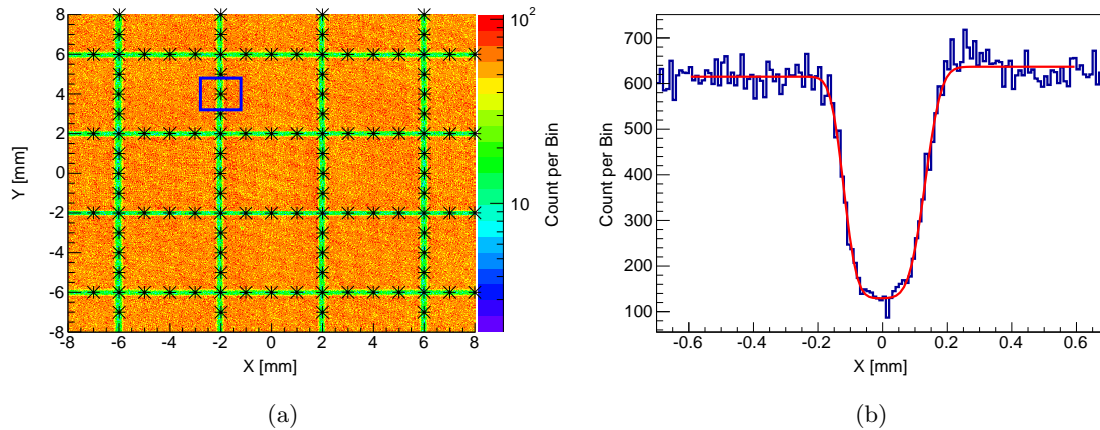 8
6
4
2
0
-2
-4
-6
-8
Y [mm]
-8 -6 -4 -2 0 2 4 6 8
X [mm]
10²
10
Count per Bin
(a)
700
600
500
400
300
200
100
Count per Bin
-0.6 -0.4 -0.2 0 0.2 0.4 0.6
X [mm]
(b)